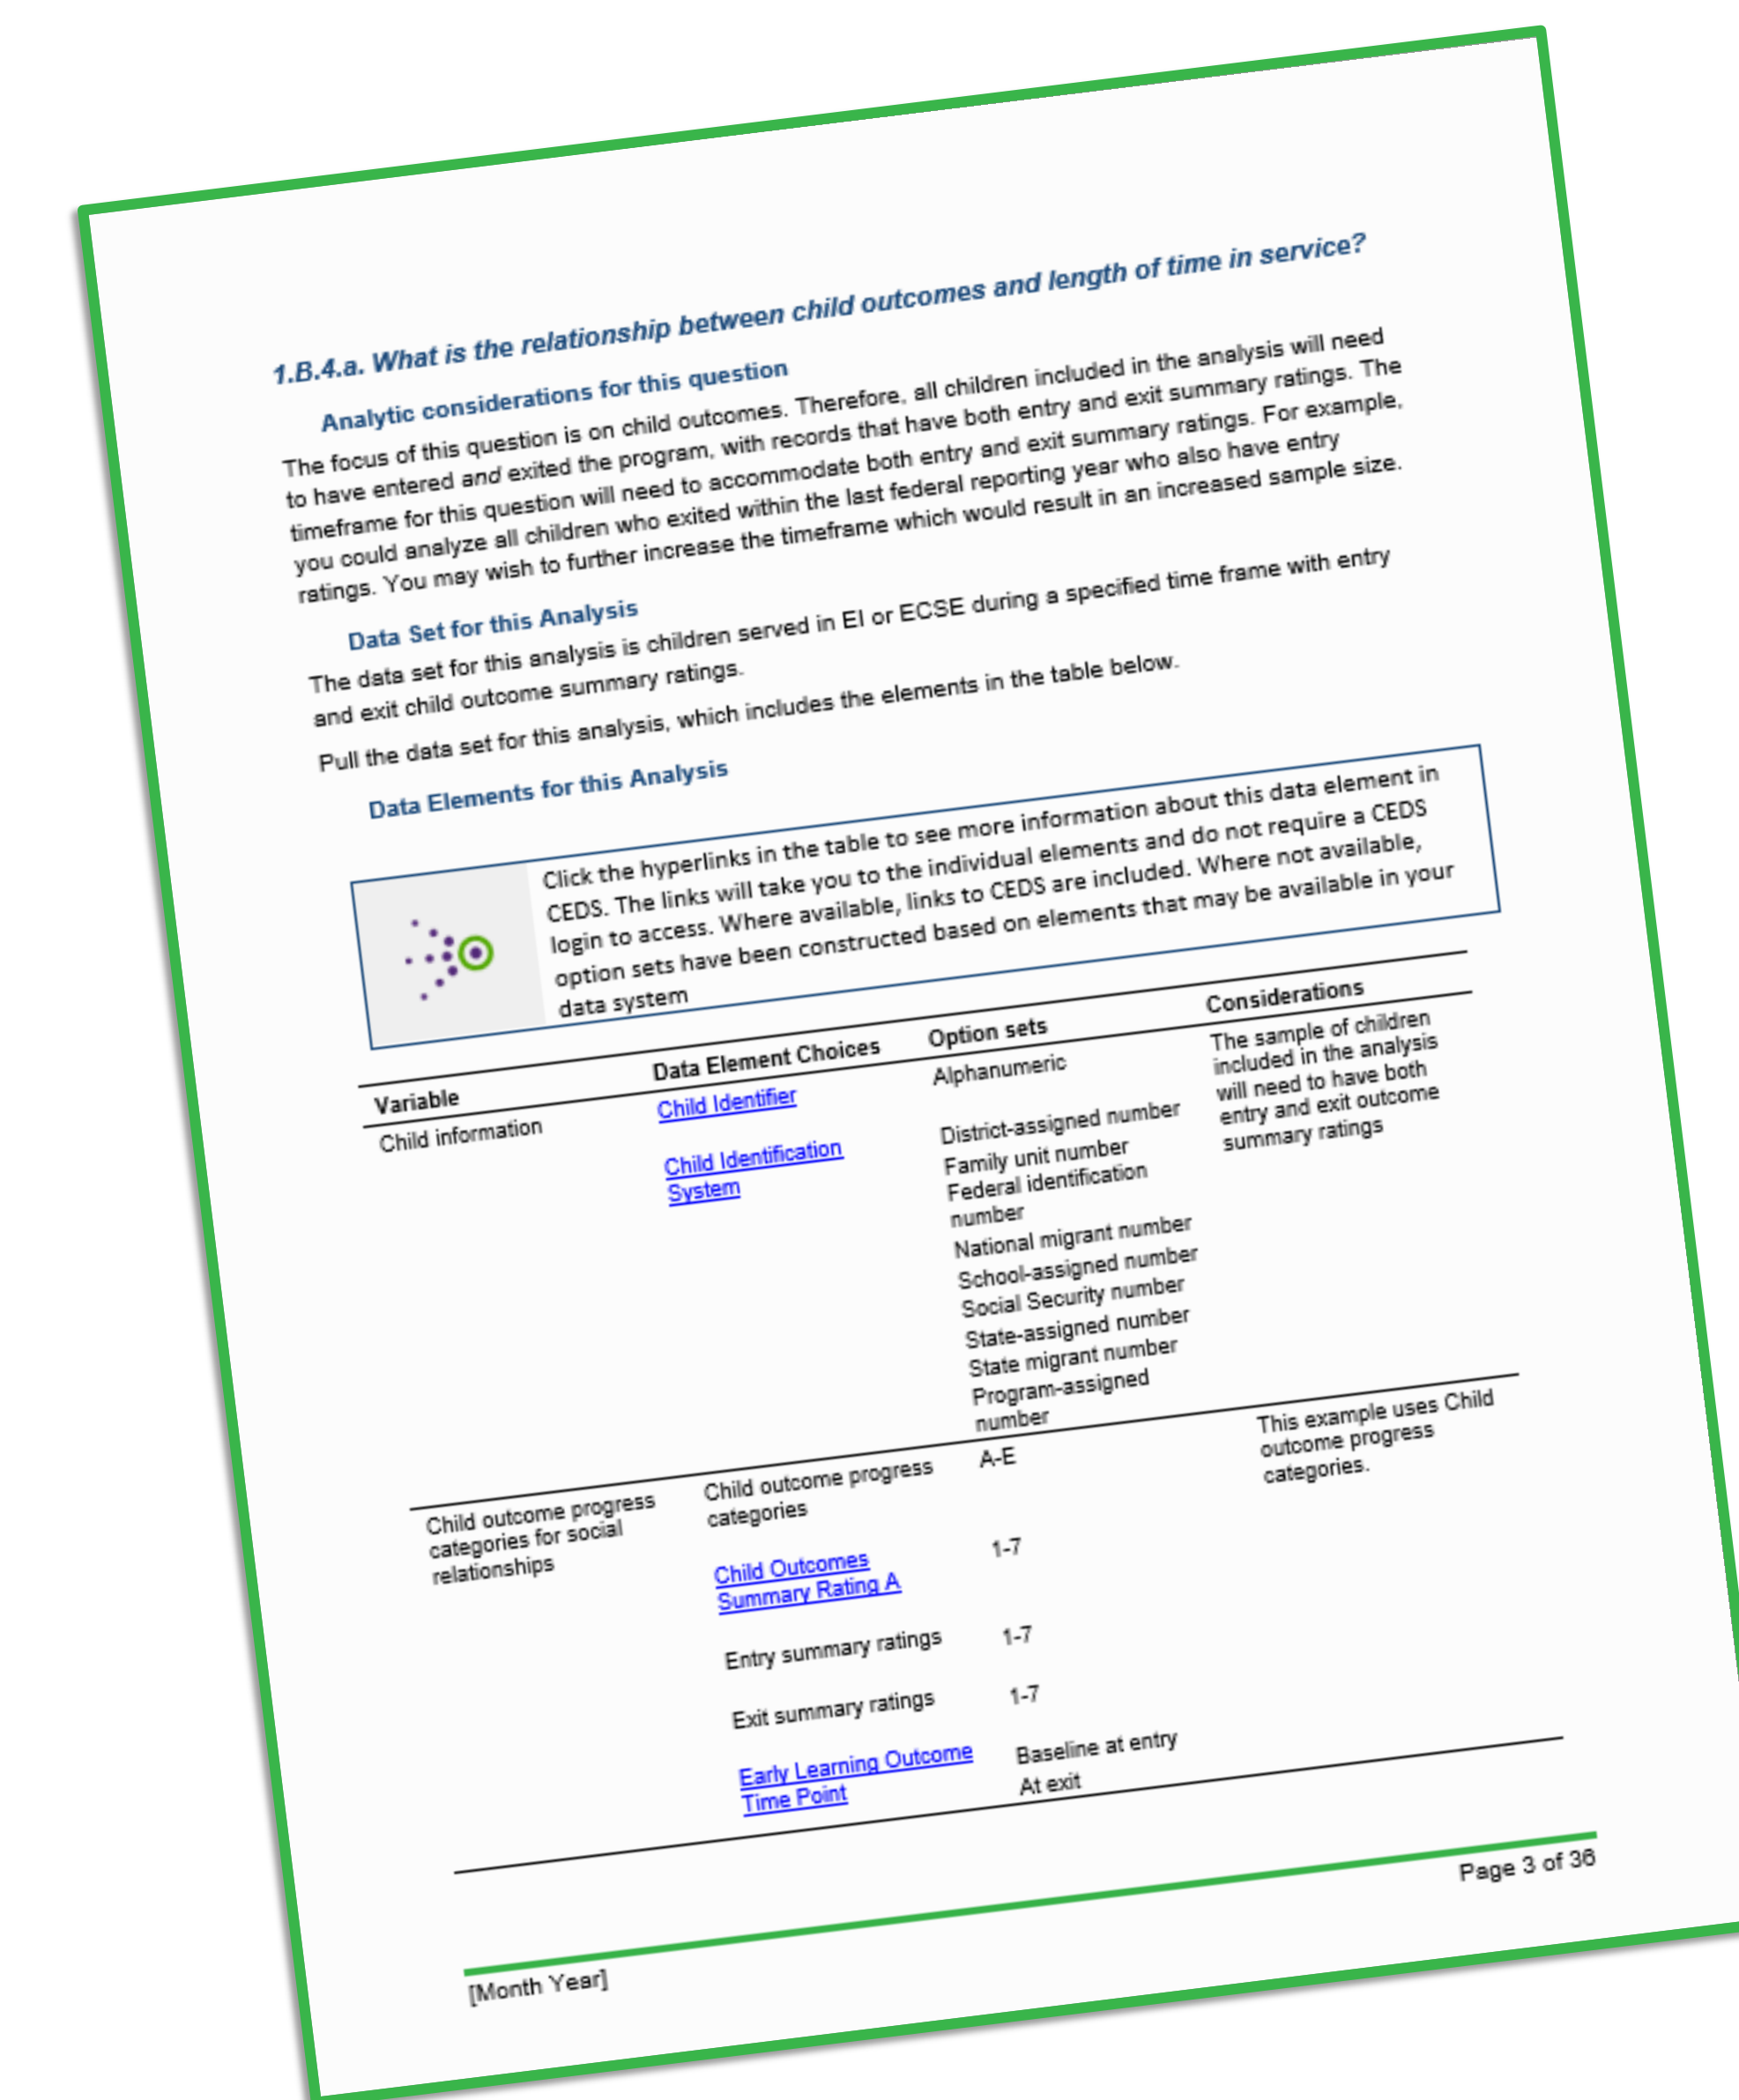 1.B.4.a. What is the relationship between child outcomes and length of time in service?
Analytic considerations for this question
The focus of this question is on child outcomes. Therefore, all children included in the analysis will need
to have entered and exited the program, with records that have both entry and exit summary ratings. The
timeframe for this question will need to accommodate both entry and exit summary ratings. For example,
you could analyze all children who exited within the last federal reporting year who also have entry
ratings. You may wish to further increase the timeframe which would result in an increased sample size.
Data Set for this Analysis
The data set for this analysis is children served in EI or ECSE during a specified time frame with entry
and exit child outcome summary ratings.
Pull the data set for this analysis, which includes the elements in the table below.
Data Elements for this Analysis
Click the hyperlinks in the table to see more information about this data element in
CEDS. The links will take you to the individual elements and do not require a CEDS
login to access. Where available, links to CEDS are included. Where not available,
option sets have been constructed based on elements that may be available in your
data system
Variable
Data Element Choices
Option sets
Considerations
Child information
Child Identifier
Alphanumeric
The sample of children
included in the analysis
will need to have both
entry and exit outcome
summary ratings
Child Identification
System
District-assigned number
Family unit number
Federal identification
number
National migrant number
School-assigned number
Social Security number
State-assigned number
State migrant number
Program-assigned
number
Child outcome progress
categories for social
relationships
Child outcome progress
categories
A-E
This example uses Child
outcome progress
categories.
Child Outcomes
Summary Rating A
1-7
Entry summary ratings
1-7
Exit summary ratings
1-7
Early Learning Outcome
Time Point
Baseline at entry
At exit
Page 3 of 36
[Month Year]